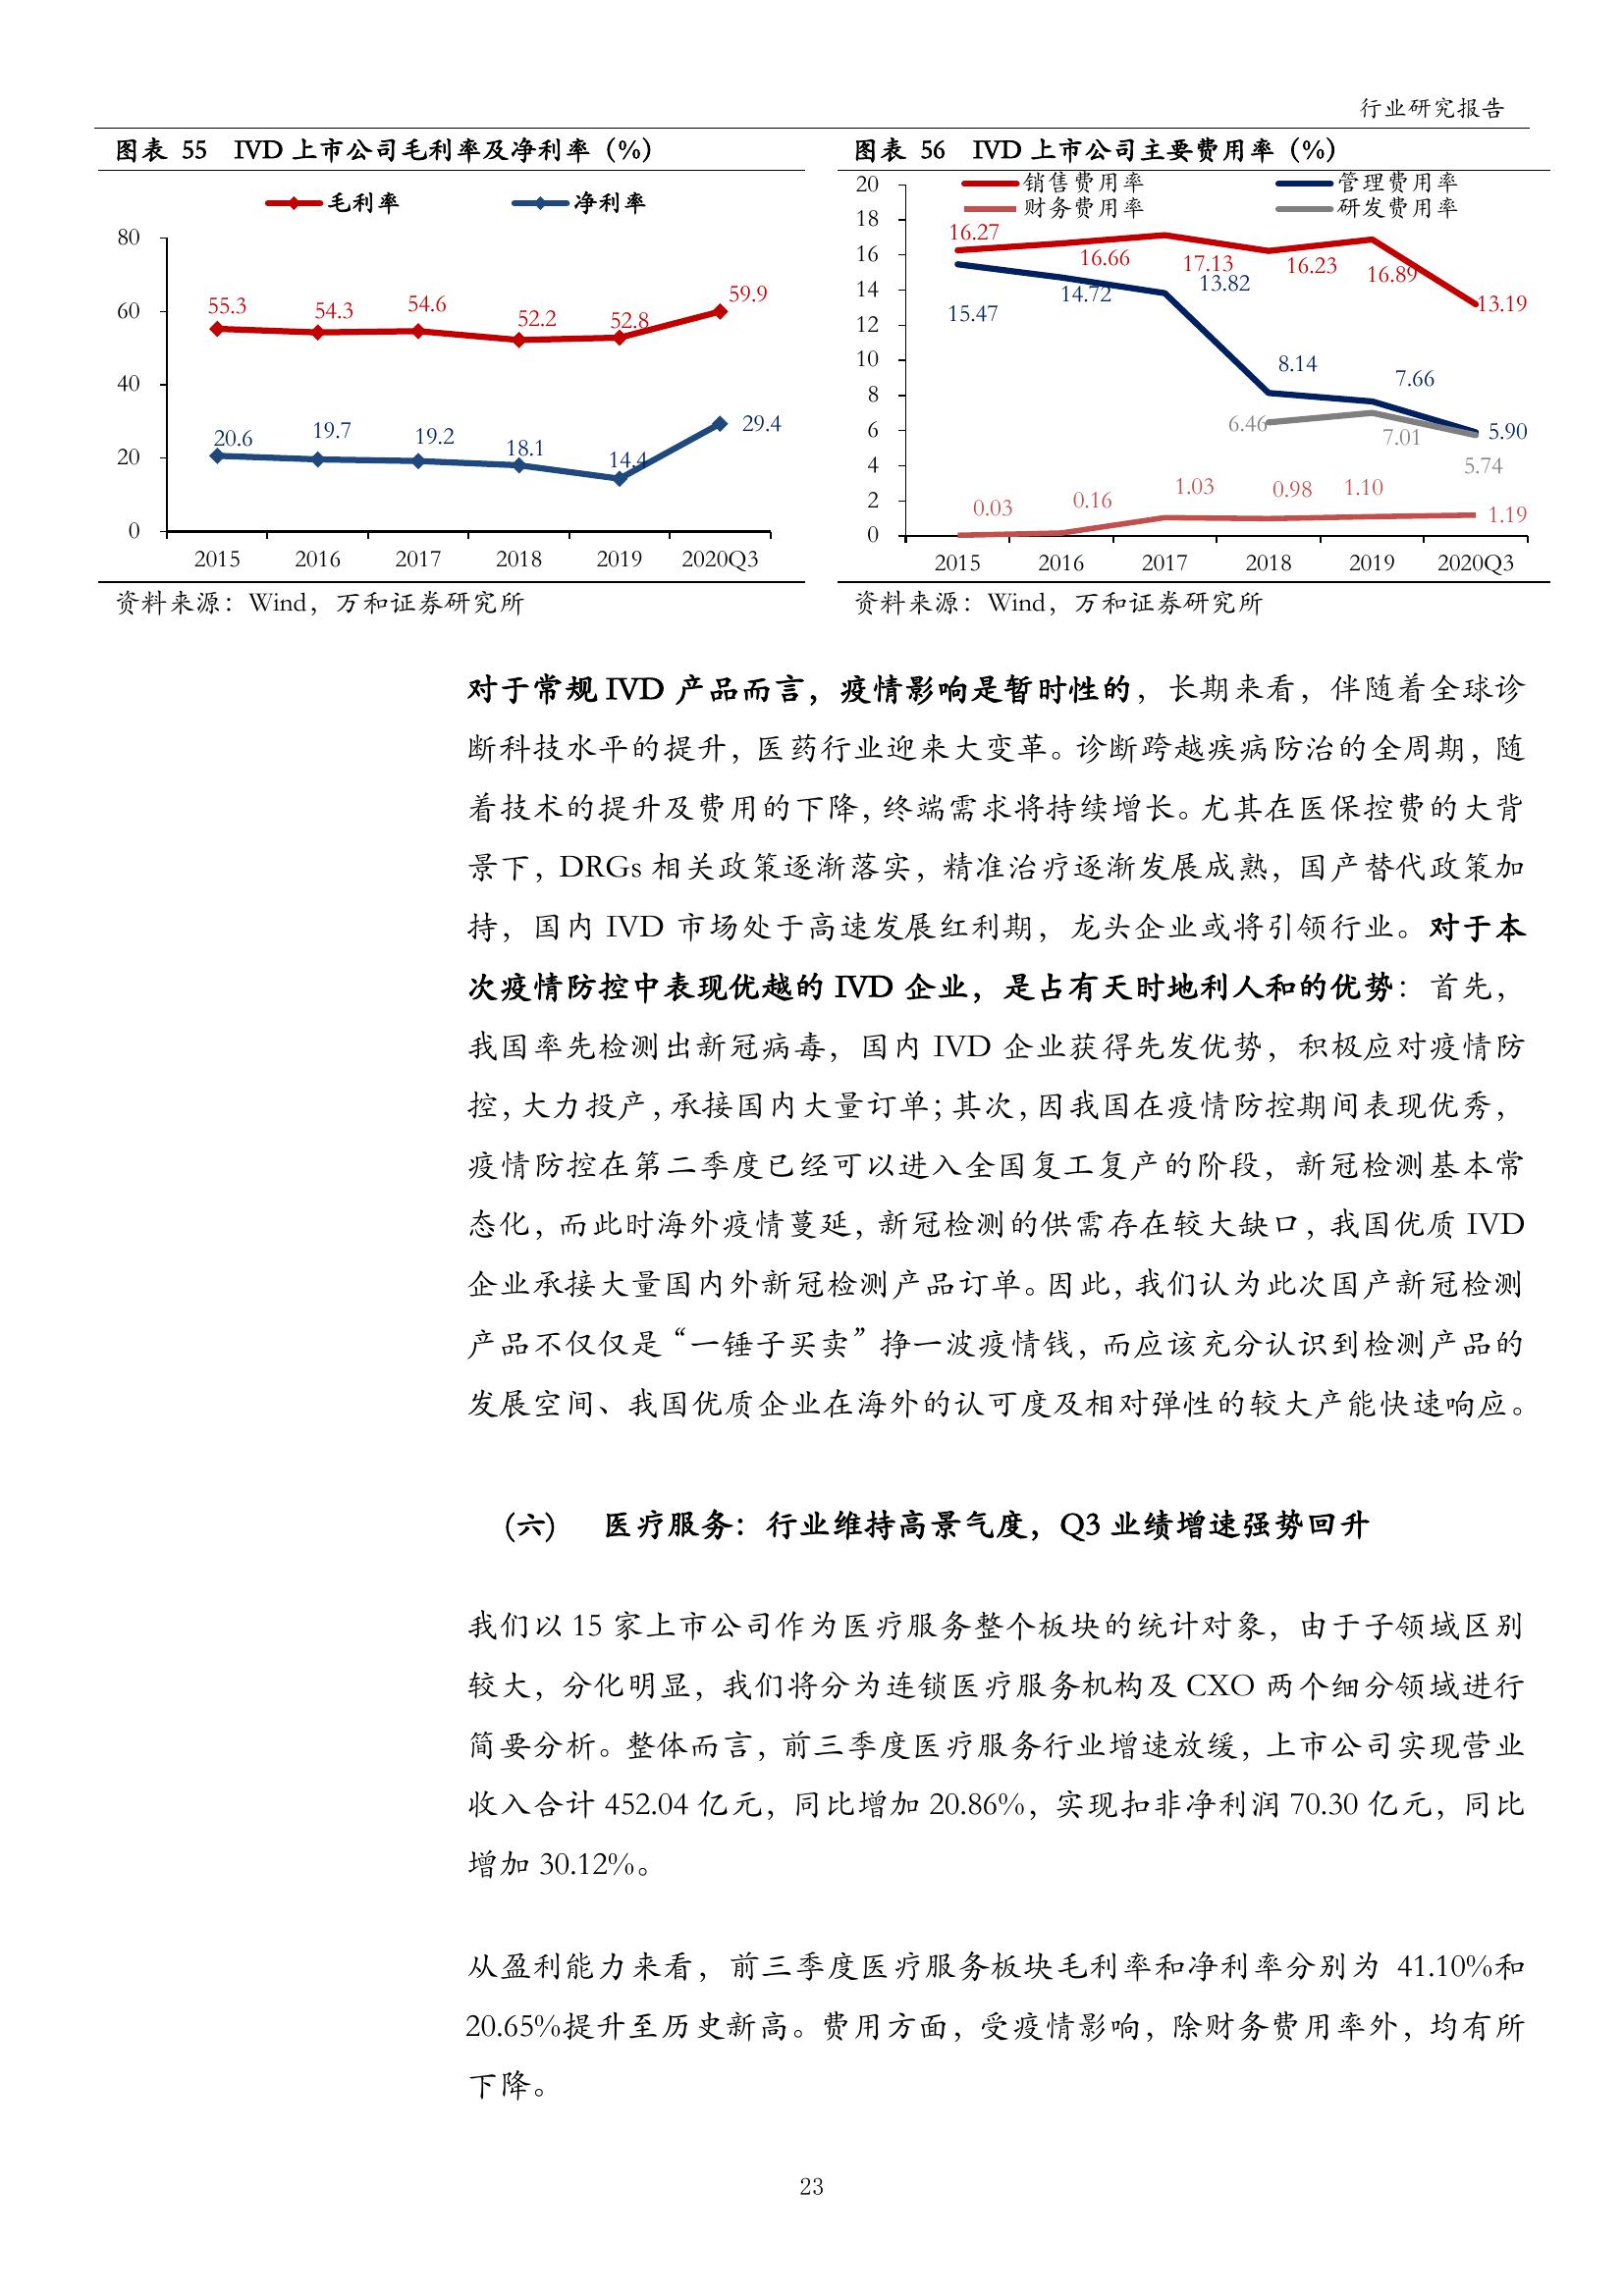 行业研究报告
图表 55 IVD 上市公司毛利率及净利率（%）
毛利率 净利率
80
60
40
20
0
55.3 54.3 54.6 52.2 52.8 59.9
20.6 19.7 19.2 18.1 14.4 29.4
2015 2016 2017 2018 2019 2020Q3
资料来源：Wind，万和证券研究所
图表 56 IVD 上市公司主要费用率（%）
销售费用率 管理费用率
财务费用率 研发费用率
20
18
16
14
12
10
8
6
4
2
0
16.27 16.66 17.13 16.23 16.89 13.19
15.47 14.72 13.82 8.14 7.66 5.90
6.46 7.01 5.74
0.03 0.16 1.03 0.98 1.10 1.19
2015 2016 2017 2018 2019 2020Q3
资料来源：Wind，万和证券研究所
对于常规 IVD 产品而言，疫情影响是暂时性的，长期来看，伴随着全球诊
断科技水平的提升，医药行业迎来大变革。诊断跨越疾病防治的全周期，随
着技术的提升及费用的下降，终端需求将持续增长。尤其在医保控费的大背
景下，DRGs 相关政策逐渐落实，精准治疗逐渐发展成熟，国产替代政策加
持，国内 IVD 市场处于高速发展红利期，龙头企业或将引领行业。对于本
次疫情防控中表现优越的 IVD 企业，是占有天时地利人和的优势：首先，
我国率先检测出新冠病毒，国内 IVD 企业获得先发优势，积极应对疫情防
控，大力投产，承接国内大量订单；其次，因我国在疫情防控期间表现优秀，
疫情防控在第二季度已经可以进入全国复工复产的阶段，新冠检测基本常
态化，而此时海外疫情蔓延，新冠检测的供需存在较大缺口，我国优质 IVD
企业承接大量国内外新冠检测产品订单。因此，我们认为此次国产新冠检测
产品不仅仅是“一锤子买卖”挣一波疫情钱，而应该充分认识到检测产品的
发展空间、我国优质企业在海外的认可度及相对弹性的较大产能快速响应。
(六) 医疗服务：行业维持高景气度，Q3 业绩增速强势回升
我们以 15 家上市公司作为医疗服务整个板块的统计对象，由于子领域区别
较大，分化明显，我们将分为连锁医疗服务机构及 CXO 两个细分领域进行
简要分析。整体而言，前三季度医疗服务行业增速放缓，上市公司实现营业
收入合计 452.04 亿元，同比增加 20.86%，实现扣非净利润 70.30 亿元，同比
增加 30.12%。
从盈利能力来看，前三季度医疗服务板块毛利率和净利率分别为 41.10%和
20.65%提升至历史新高。费用方面，受疫情影响，除财务费用率外，均有所
下降。
23